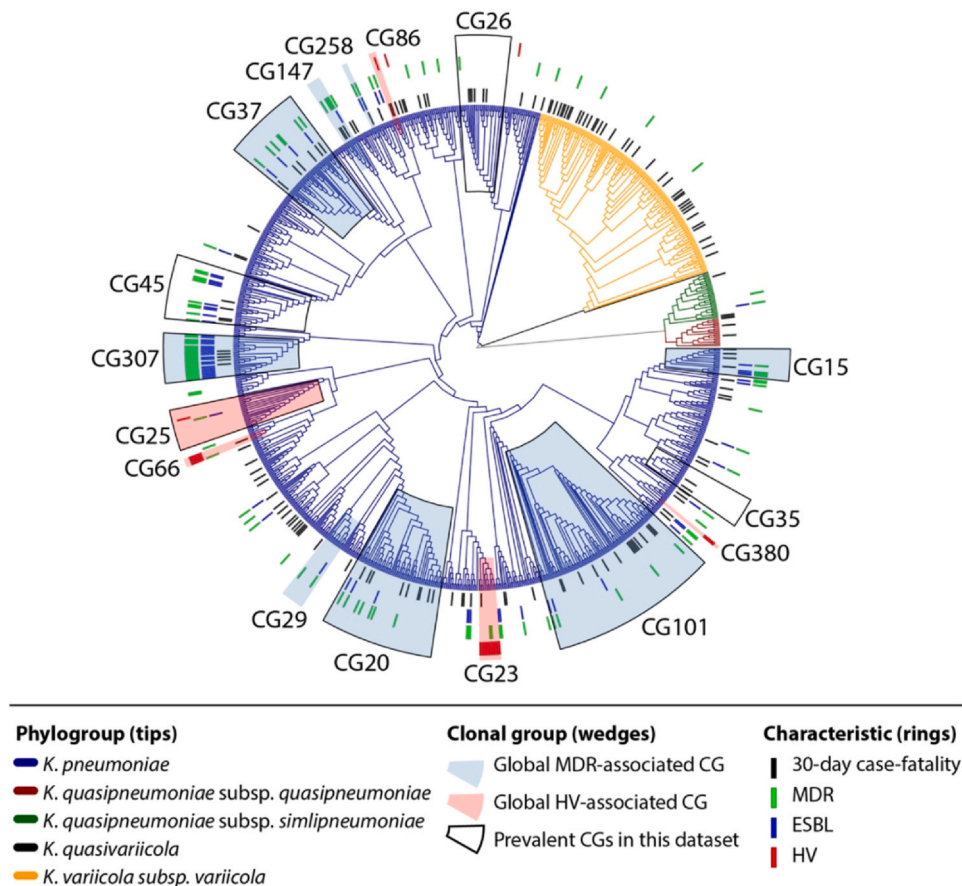 CG26
CG86
CG258
CG147
CG37
CG45
CG307
CG15
CG25
CG66
CG35
CG380
CG29
CG101
CG20
CG23
Phylogroup (tips)
K. pneumoniae
K. quasipneumoniae subsp. quasipneumoniae
K. quasipneumoniae subsp. simlipneumoniae
K. quasivariicola
K. variicola subsp. variicola
Clonal group (wedges)
Global MDR-associated CG
Global HV-associated CG
Prevalent CGs in this dataset
Characteristic (rings)
30-day case-fatality
MDR
ESBL
HV